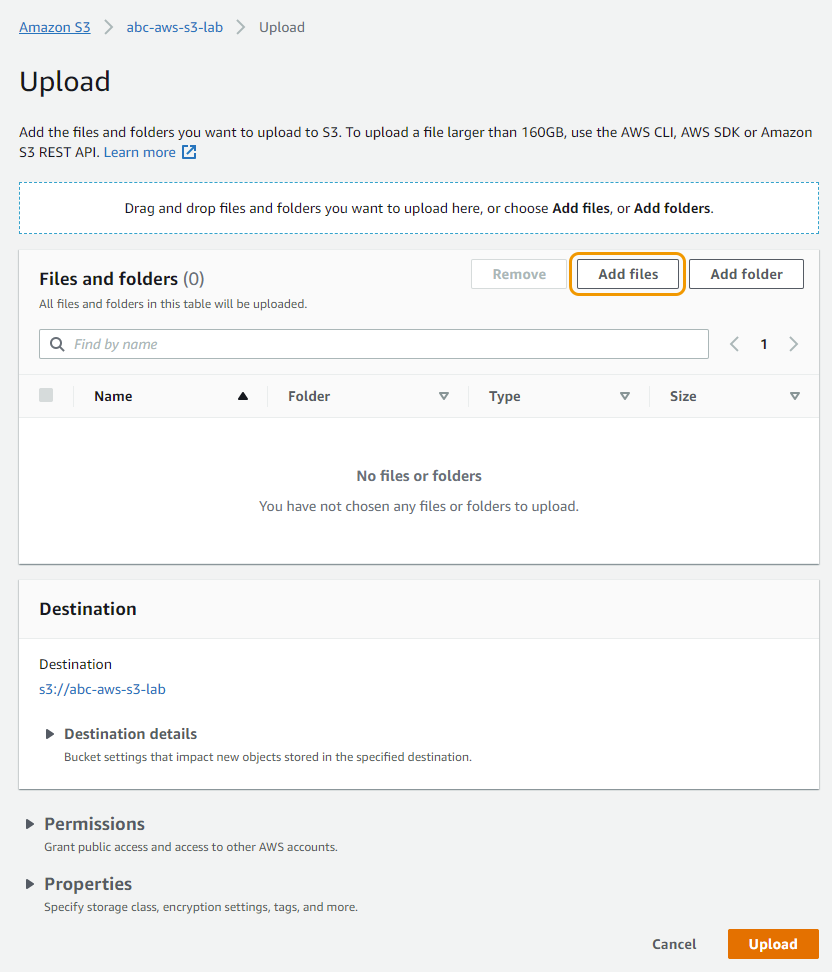 Amazon S3 > abc-aws-s3-lab > Upload
Upload
Add the files and folders you want to upload to S3. To upload a file larger than 160GB, use the AWS CLI, AWS SDK or Amazon
S3 REST API. Learn more
Drag and drop files and folders you want to upload here, or choose Add files, or Add folders.
Files and folders (0)
Remove
Add files
Add folder
All files and folders in this table will be uploaded.
Find by name
1
Name
Folder
Type
Size
No files or folders
You have not chosen any files or folders to upload.
Destination
Destination
s3://abc-aws-s3-lab
Destination details
Bucket settings that impact new objects stored in the specified destination.
Permissions
Grant public access and access to other AWS accounts.
Properties
Specify storage class, encryption settings, tags, and more.
Cancel
Upload